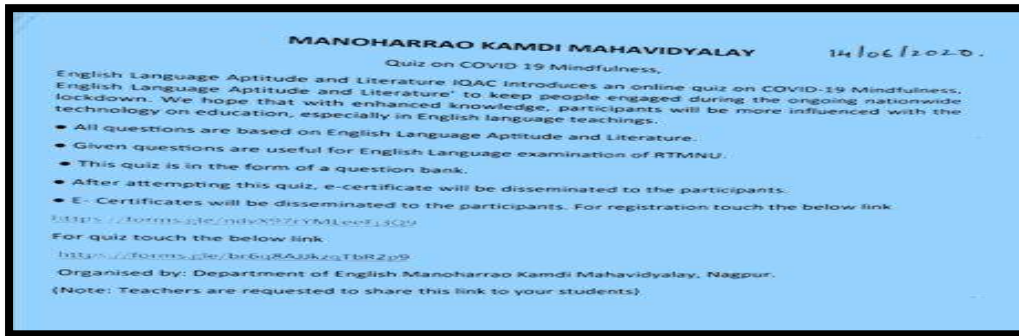 MANOHARRAO KAMDI MAHAVIDYALAY 14/06/2020.
Quiz on COVID 19 Mindfulness,
English Language Aptitude and Literature IQAC Introduces an online quiz on COVID-19 Mindfulness,
English Language Aptitude and Literature' to keep people engaged during the ongoing nationwide
lockdown. We hope that with enhanced knowledge, participants will be more influenced with the
technology on education, especially in English language teachings.
• All questions are based on English Language Aptitude and Literature.
• Given questions are useful for English Language examination of RTMNU.
• This quiz is in the form of a question bank.
• After attempting this quiz, e-certificate will be disseminated to the participants.
• E- Certificates will be disseminated to the participants. For registration touch the below link
https://forms.gle/
For quiz touch the below link
https://forms.gle/
Organised by: Department of English Manoharrao Kamdi Mahavidyalay, Nagpur.
(Note: Teachers are requested to share this link to your students)